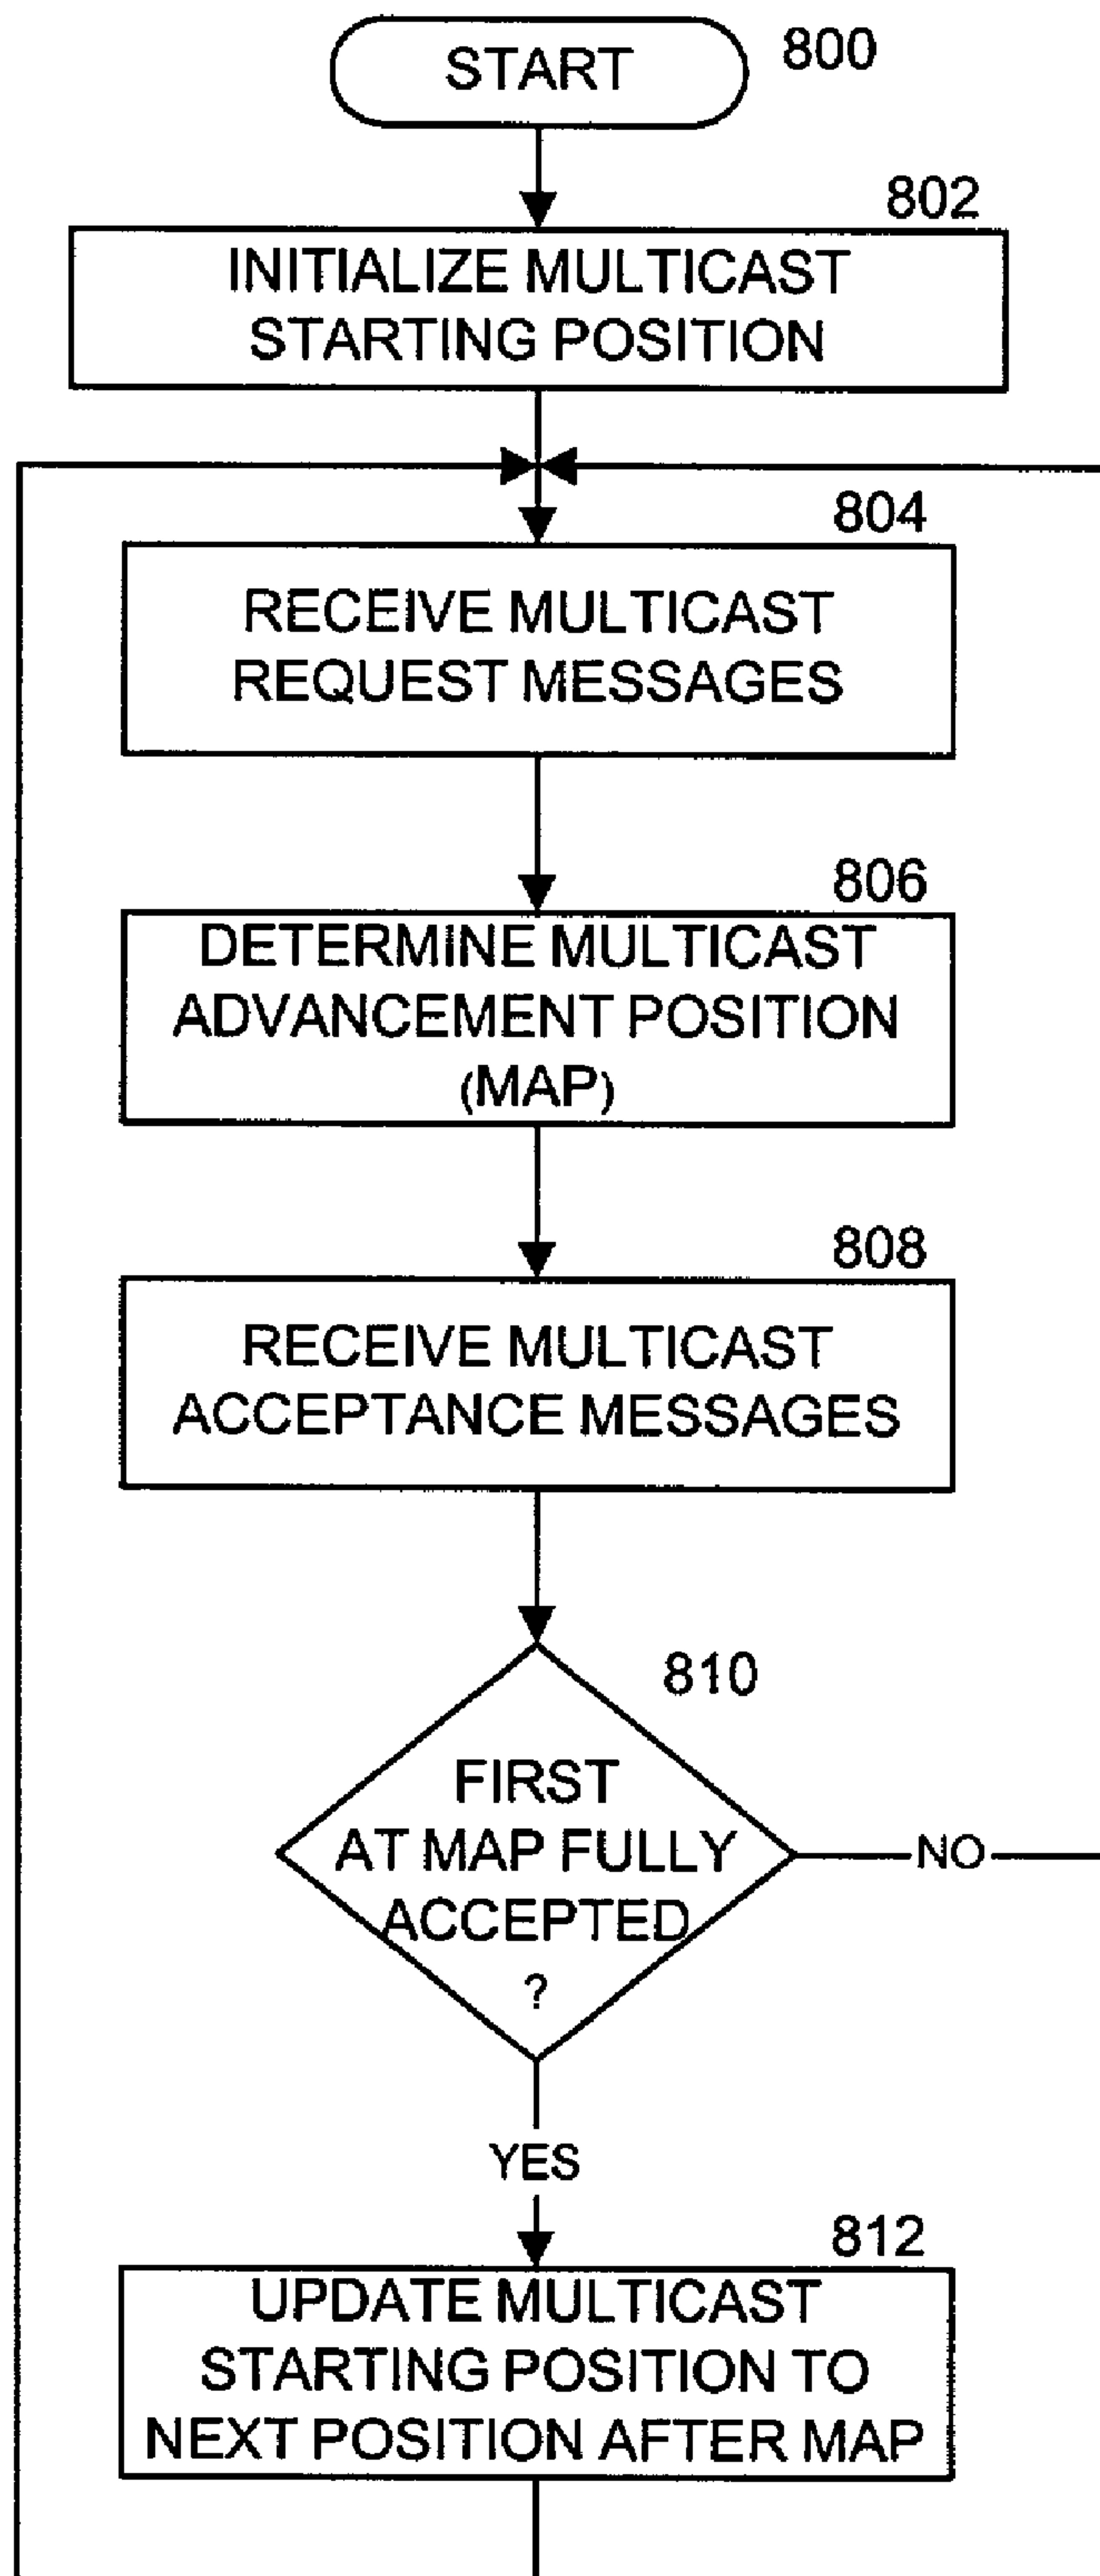 START
800
802
INITIALIZE MULTICAST
STARTING POSITION
804
RECEIVE MULTICAST
REQUEST MESSAGES
806
DETERMINE MULTICAST
ADVANCEMENT POSITION
(MAP)
808
RECEIVE MULTICAST
ACCEPTANCE MESSAGES
810
FIRST
AT MAP FULLY
ACCEPTED
?
NO
YES
812
UPDATE MULTICAST
STARTING POSITION TO
NEXT POSITION AFTER MAP